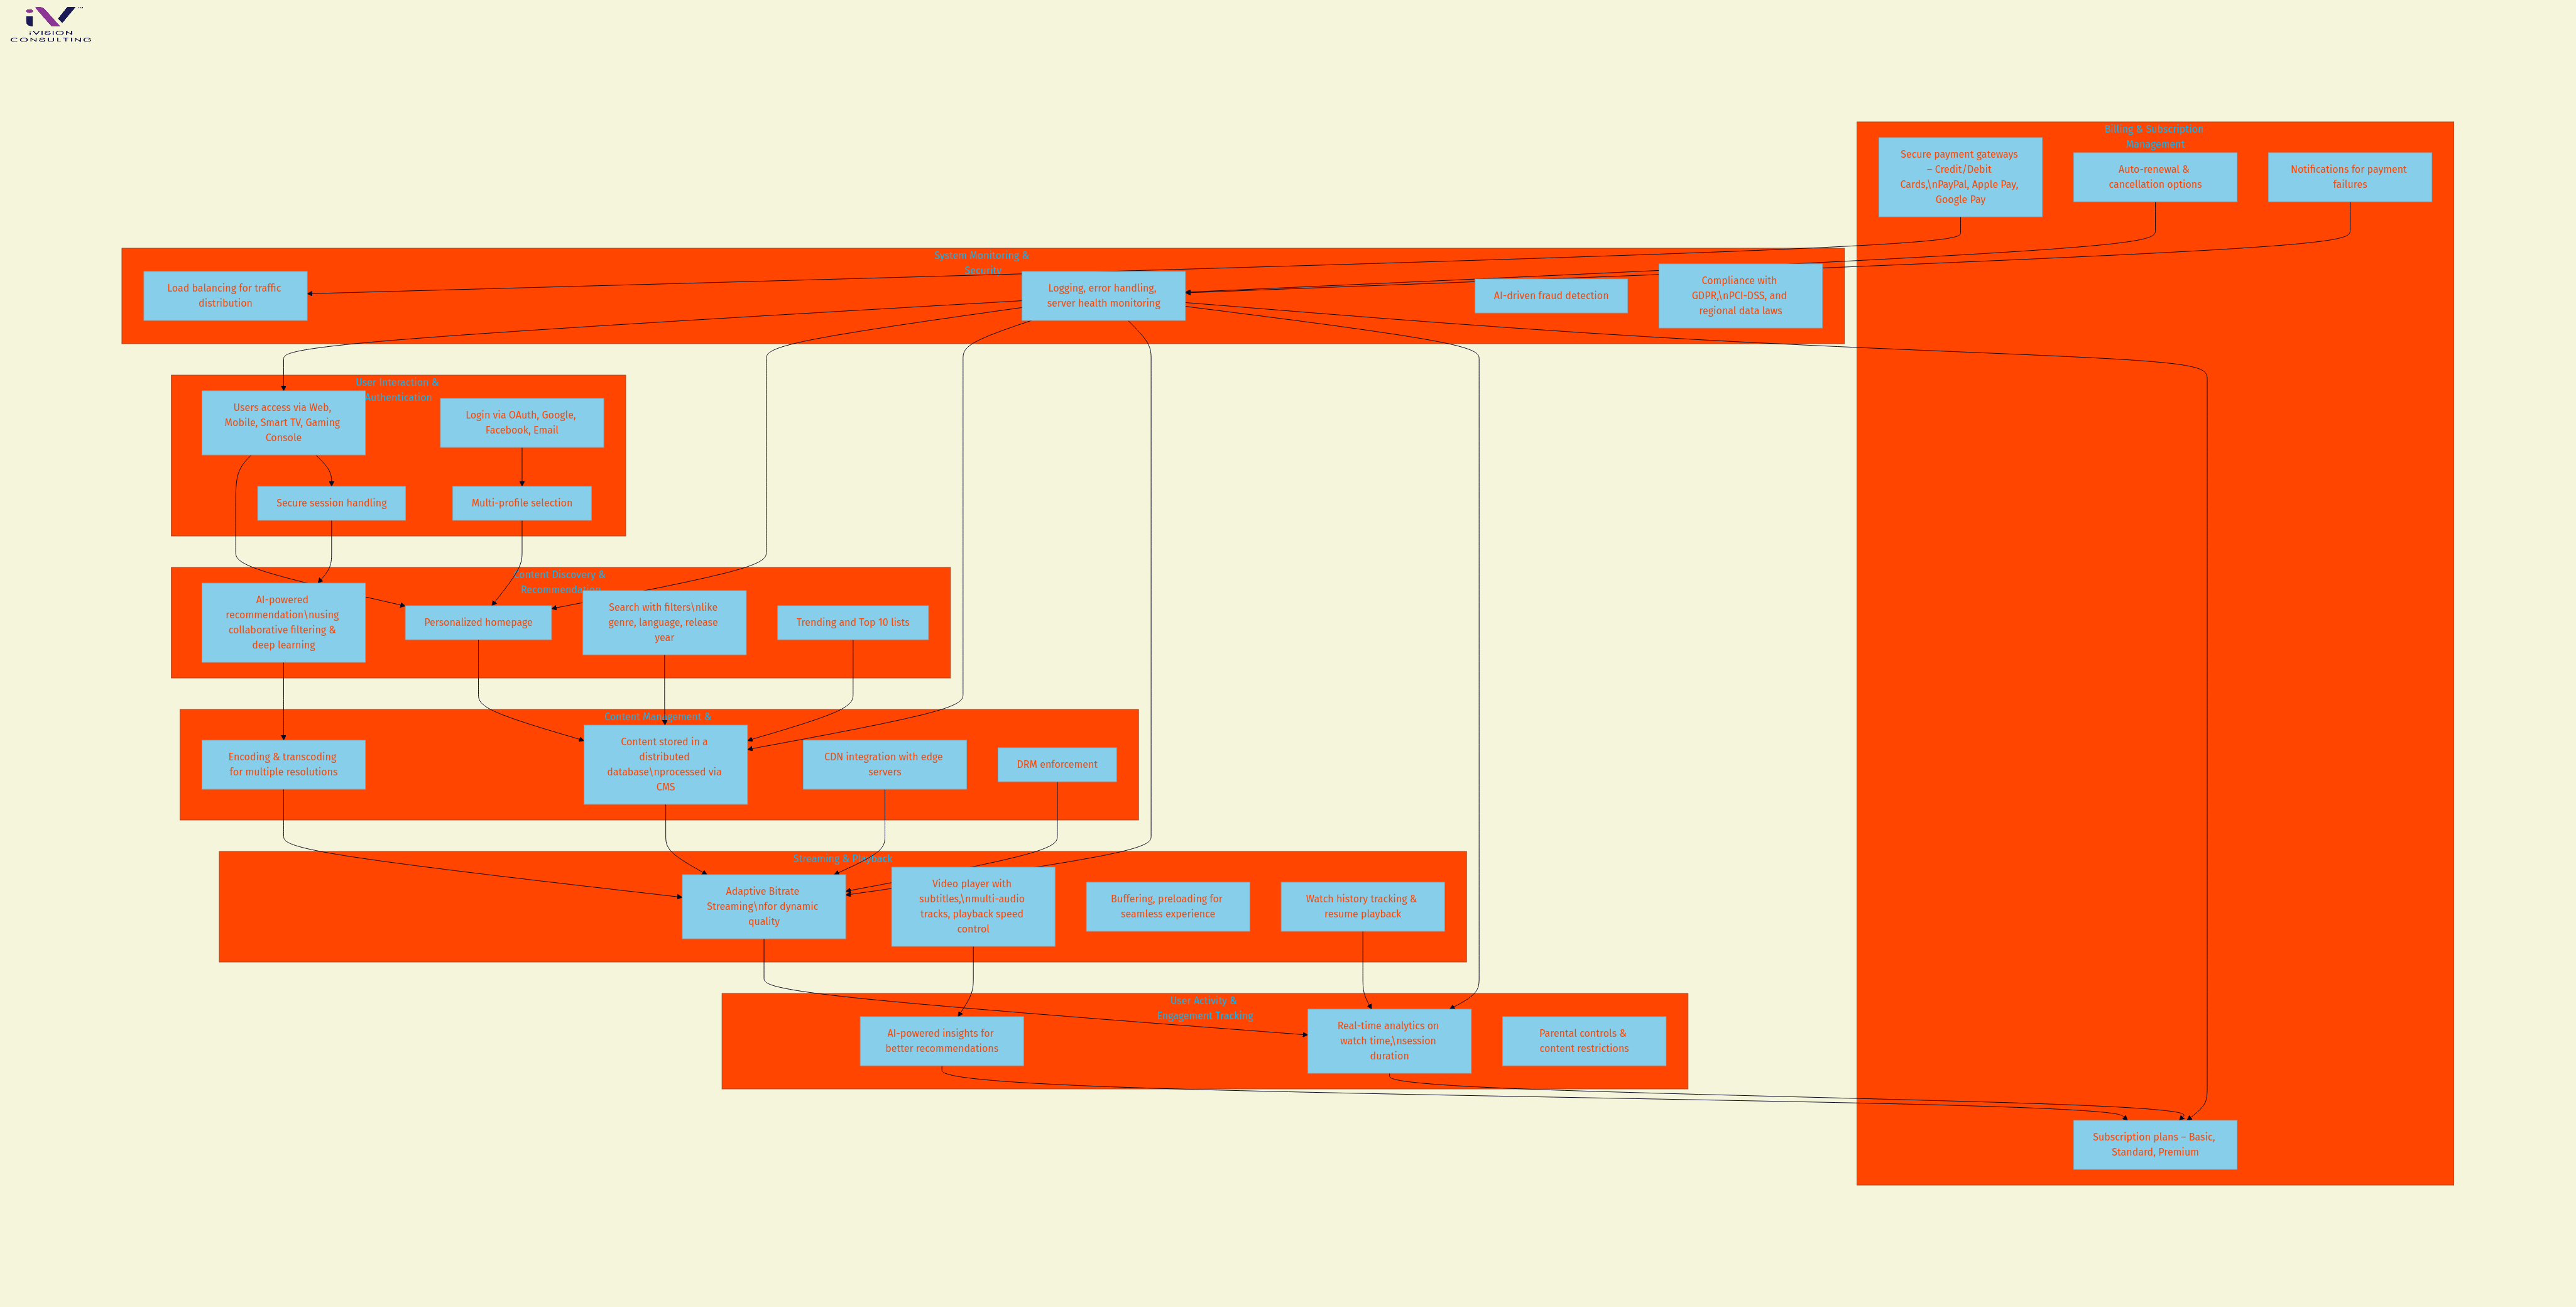 iV™
iVISION
CONSULTING
Billing & Subscription
Management
Secure payment gateways
– Credit/Debit
Cards,\nPayPal, Apple Pay,
Google Pay
Auto-renewal &
cancellation options
Notifications for payment
failures
System Monitoring &
Security
Load balancing for traffic
distribution
Logging, error handling,
server health monitoring
AI-driven fraud detection
Compliance with
GDPR,\nPCI-DSS, and
regional data laws
User Interaction &
Authentication
Users access via Web,
Mobile, Smart TV, Gaming
Console
Login via OAuth, Google,
Facebook, Email
Secure session handling
Multi-profile selection
Content Discovery &
Recommendation
AI-powered
recommendation\nusing
collaborative filtering &
deep learning
Personalized homepage
Search with filters\nlike
genre, language, release
year
Trending and Top 10 lists
Content Management &
Encoding & transcoding
for multiple resolutions
Content stored in a
distributed
database\nprocessed via
CMS
CDN integration with edge
servers
DRM enforcement
Streaming & Playback
Adaptive Bitrate
Streaming\nfor dynamic
quality
Video player with
subtitles,\nmulti-audio
tracks, playback speed
control
Buffering, preloading for
seamless experience
Watch history tracking &
resume playback
User Activity &
Engagement Tracking
AI-powered insights for
better recommendations
Real-time analytics on
watch time,\nsession
duration
Parental controls &
content restrictions
Subscription plans – Basic,
Standard, Premium